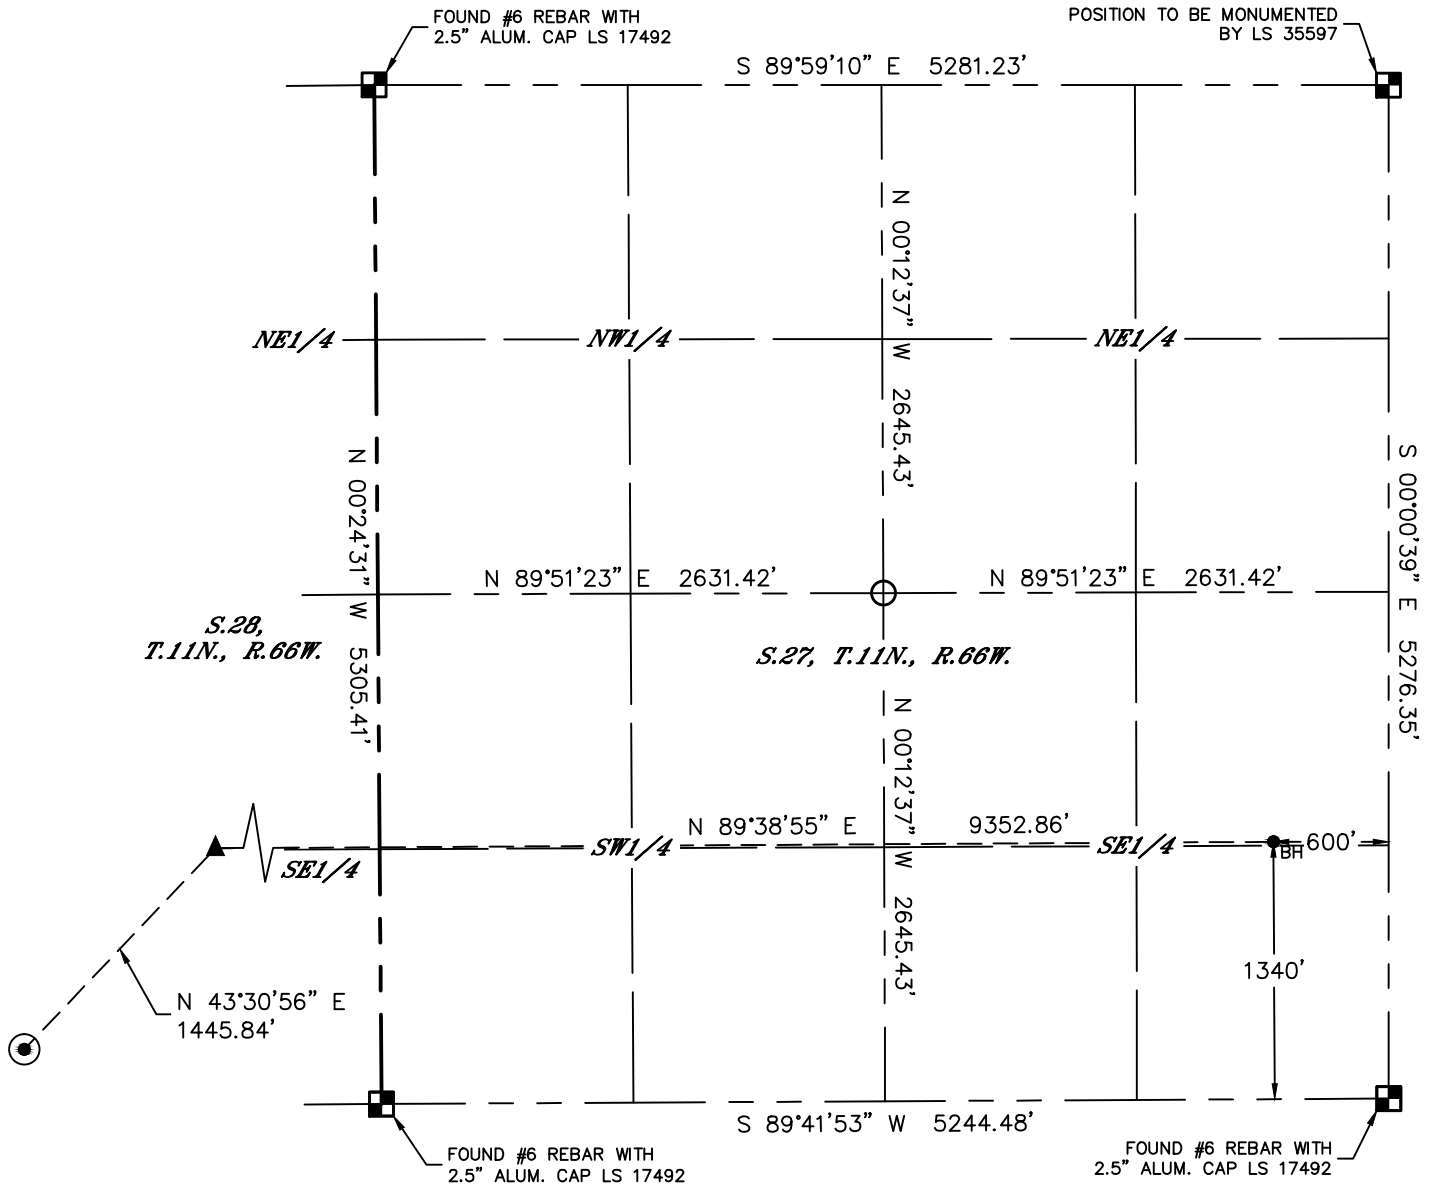 FOUND #6 REBAR WITH
2.5" ALUM. CAP LS 17492
POSITION TO BE MONUMENTED
BY LS 35597
S 89°59'10" E 5281.23'
N 00°12'37" W 2645.43'
NE1/4
NW1/4
NE1/4
N 00°24'31" W 5305.41'
S 00°00'39" E 5276.35'
N 89°51'23" E 2631.42'
N 89°51'23" E 2631.42'
S.28,
T.11N., R.66W.
S.27, T.11N., R.66W.
N 00°12'37" W 2645.43'
N 89°38'55" E 9352.86'
SE1/4
SW1/4
SE1/4
BH
600'
1340'
N 43°30'56" E
1445.84'
S 89°41'53" W 5244.48'
FOUND #6 REBAR WITH
2.5" ALUM. CAP LS 17492
FOUND #6 REBAR WITH
2.5" ALUM. CAP LS 17492